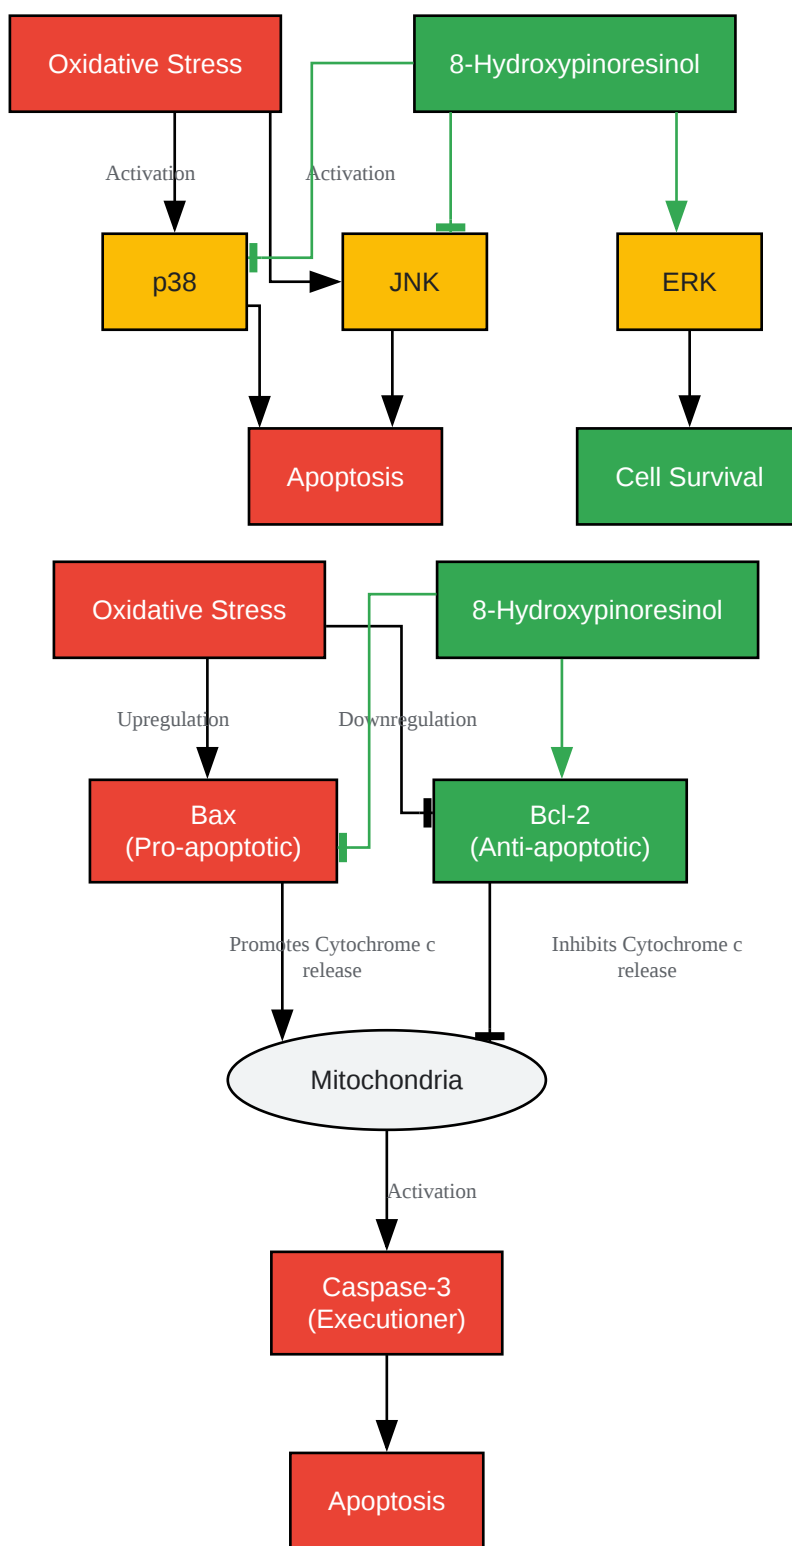 Oxidative Stress
8-Hydroxypinoresinol
Activation
Activation
p38
JNK
ERK
Apoptosis
Cell Survival
Oxidative Stress
8-Hydroxypinoresinol
Upregulation
Downregulation
Bax
(Pro-apoptotic)
Bcl-2
(Anti-apoptotic)
Promotes Cytochrome c
release
Inhibits Cytochrome c
release
Mitochondria
Activation
Caspase-3
(Executioner)
Apoptosis